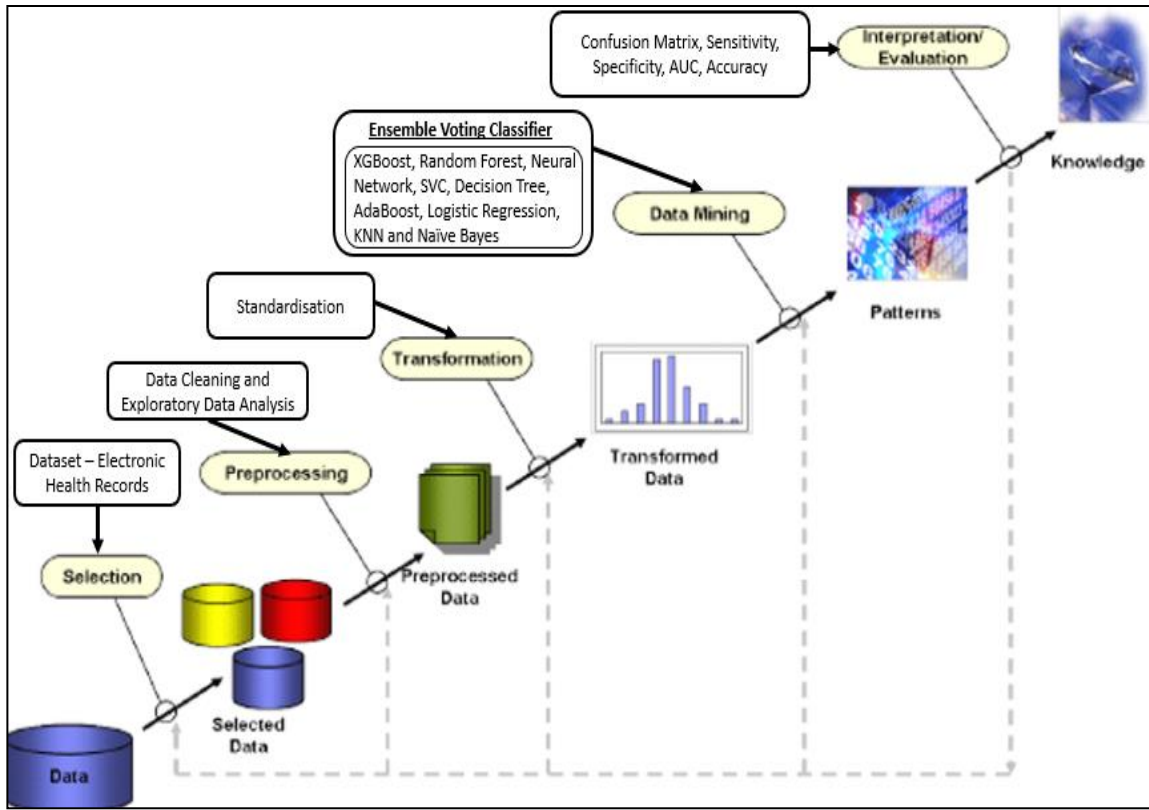 Confusion Matrix, Sensitivity,
Specificity, AUC, Accuracy
Interpretation/
Evaluation
Knowledge
Ensemble Voting Classifier
XGBoost, Random Forest, Neural
Network, SVC, Decision Tree,
AdaBoost, Logistic Regression,
KNN and Naïve Bayes
Data Mining
Patterns
Standardisation
Transformation
Transformed
Data
Data Cleaning and
Exploratory Data Analysis
Preprocessing
Preprocessed
Data
Dataset – Electronic
Health Records
Selection
Selected
Data
Data